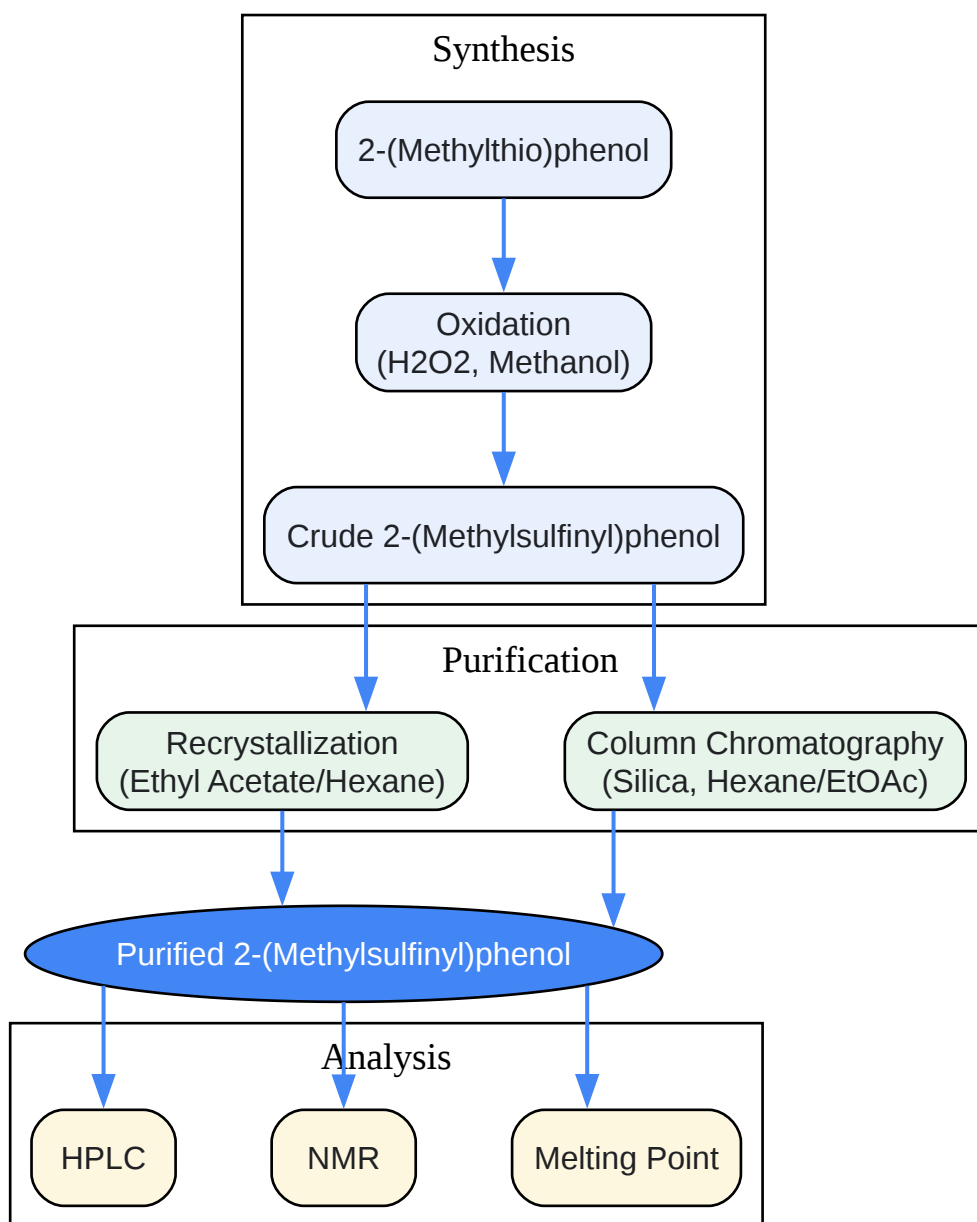 Synthesis
2-(Methylthio)phenol
Oxidation
(H2O2, Methanol)
Crude 2-(Methylsulfinyl)phenol
Purification
Recrystallization
(Ethyl Acetate/Hexane)
Column Chromatography
(Silica, Hexane/EtOAc)
Purified 2-(Methylsulfinyl)phenol
Analysis
HPLC
NMR
Melting Point